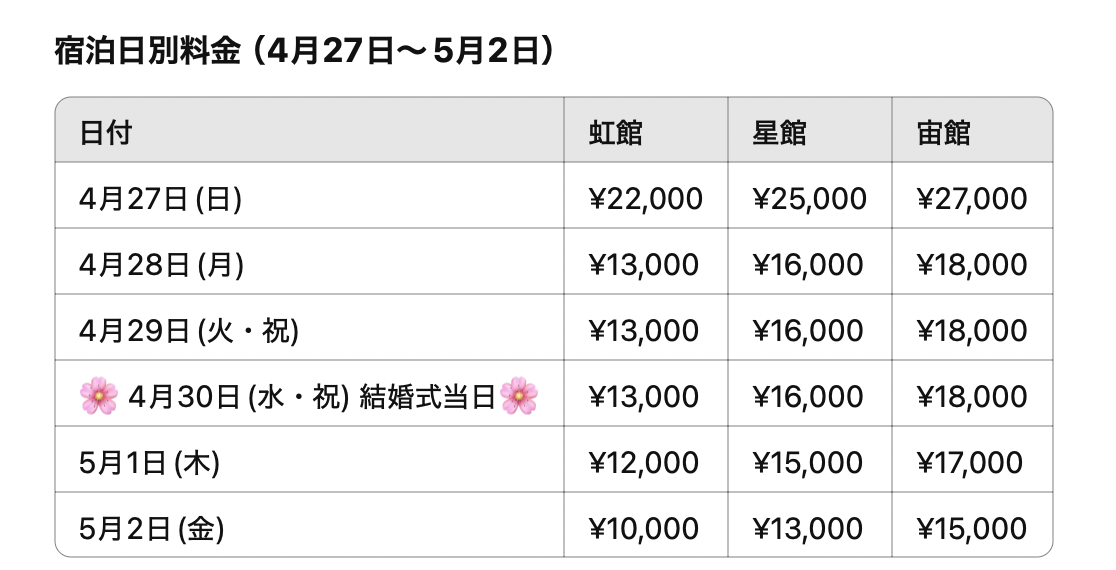 宿泊日別料金（4月27日〜5月2日）
日付 虹館 星館 宙館
4月27日(日) ¥22,000 ¥25,000 ¥27,000
4月28日(月) ¥13,000 ¥16,000 ¥18,000
4月29日(火・祝) ¥13,000 ¥16,000 ¥18,000
🌸 4月30日(水・祝) 結婚式当日🌸 ¥13,000 ¥16,000 ¥18,000
5月1日(木) ¥12,000 ¥15,000 ¥17,000
5月2日(金) ¥10,000 ¥13,000 ¥15,000